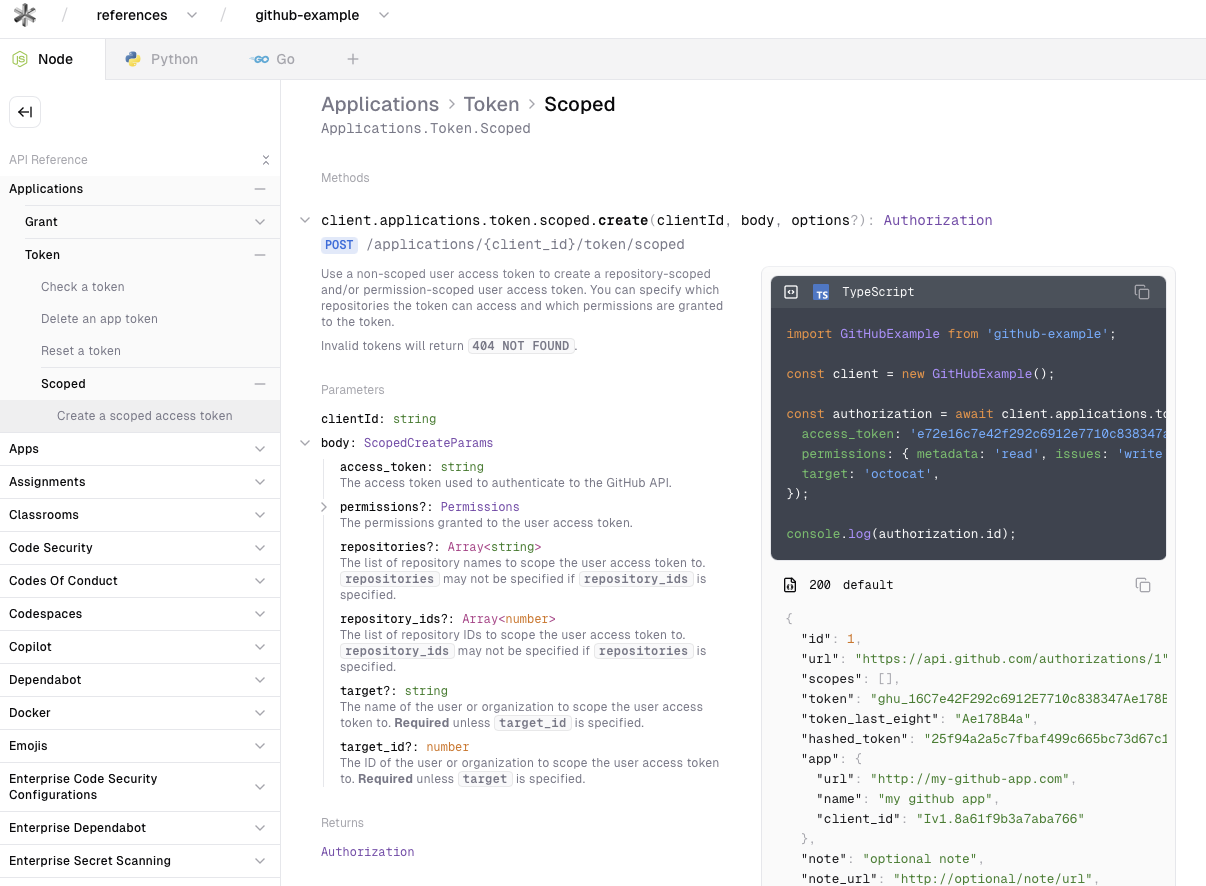 / references / github-example
JS Node Python GO Go +
API Reference
Applications
Grant
Token
Check a token
Delete an app token
Reset a token
Scoped
Create a scoped access token
Apps
Assignments
Classrooms
Code Security
Codes Of Conduct
Codespaces
Copilot
Dependabot
Docker
Emojis
Enterprise Code Security
Configurations
Enterprise Dependabot
Enterprise Secret Scanning
Applications > Token > Scoped
Applications.Token.Scoped
Methods
client.applications.token.scoped.create(clientId, body, options?): Authorization
POST /applications/{client_id}/token/scoped
Use a non-scoped user access token to create a repository-scoped
and/or permission-scoped user access token. You can specify which
repositories the token can access and which permissions are granted
to the token.
Invalid tokens will return 404 NOT FOUND.
Parameters
clientId: string
body: ScopedCreateParams
access_token: string
The access token used to authenticate to the GitHub API.
permissions?: Permissions
The permissions granted to the user access token.
repositories?: Array<string>
The list of repository names to scope the user access token to.
repositories may not be specified if repository_ids is
specified.
repository_ids?: Array<number>
The list of repository IDs to scope the user access token to.
repository_ids may not be specified if repositories is
specified.
target?: string
The name of the user or organization to scope the user access
token to. Required unless target_id is specified.
target_id?: number
The ID of the user or organization to scope the user access token
to. Required unless target is specified.
Returns
Authorization
TS TypeScript
import GitHubExample from 'github-example';
const client = new GitHubExample();
const authorization = await client.applications.to
access_token: 'e72e16c7e42f292c6912e7710c838347a
permissions: { metadata: 'read', issues: 'write
target: 'octocat',
});
console.log(authorization.id);
200 default
{
"id": 1,
"url": "https://api.github.com/authorizations/1"
"scopes": [],
"token": "ghu_16C7e42F292c6912E7710c838347Ae178B
"token_last_eight": "Ae178B4a",
"hashed_token": "25f94a2a5c7fbaf499c665bc73d67c1
"app": {
"url": "http://my-github-app.com",
"name": "my github app",
"client_id": "Iv1.8a61f9b3a7aba766"
},
"note": "optional note",
"note_url": "http://optional/note/url",